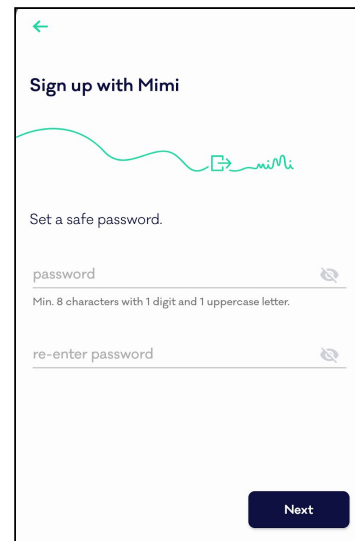 Sign up with Mimi
miMi
Set a safe password.
password
Min. 8 characters with 1 digit and 1 uppercase letter.
re-enter password
Next